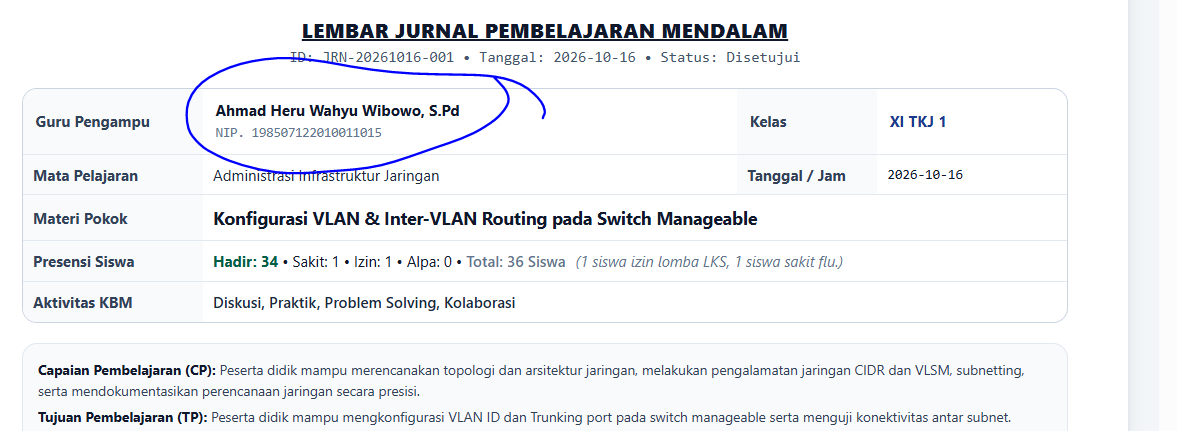 LEMBAR JURNAL PEMBELAJARAN MENDALAM
ID: JRN-20261016-001 • Tanggal: 2026-10-16 • Status: Disetujui
Guru Pengampu
Ahmad Heru Wahyu Wibowo, S.Pd
NIP. 198507122010011015
Kelas
XI TKJ 1
Mata Pelajaran
Administrasi Infrastruktur Jaringan
Tanggal / Jam
2026-10-16
Materi Pokok
Konfigurasi VLAN & Inter-VLAN Routing pada Switch Manageable
Presensi Siswa
Hadir: 34 • Sakit: 1 • Izin: 1 • Alpa: 0 • Total: 36 Siswa (1 siswa izin lomba LKS, 1 siswa sakit flu.)
Aktivitas KBM
Diskusi, Praktik, Problem Solving, Kolaborasi
Capaian Pembelajaran (CP): Peserta didik mampu merencanakan topologi dan arsitektur jaringan, melakukan pengalamatan jaringan CIDR dan VLSM, subnetting,
serta mendokumentasikan perencanaan jaringan secara presisi.
Tujuan Pembelajaran (TP): Peserta didik mampu mengkonfigurasi VLAN ID dan Trunking port pada switch manageable serta menguji konektivitas antar subnet.